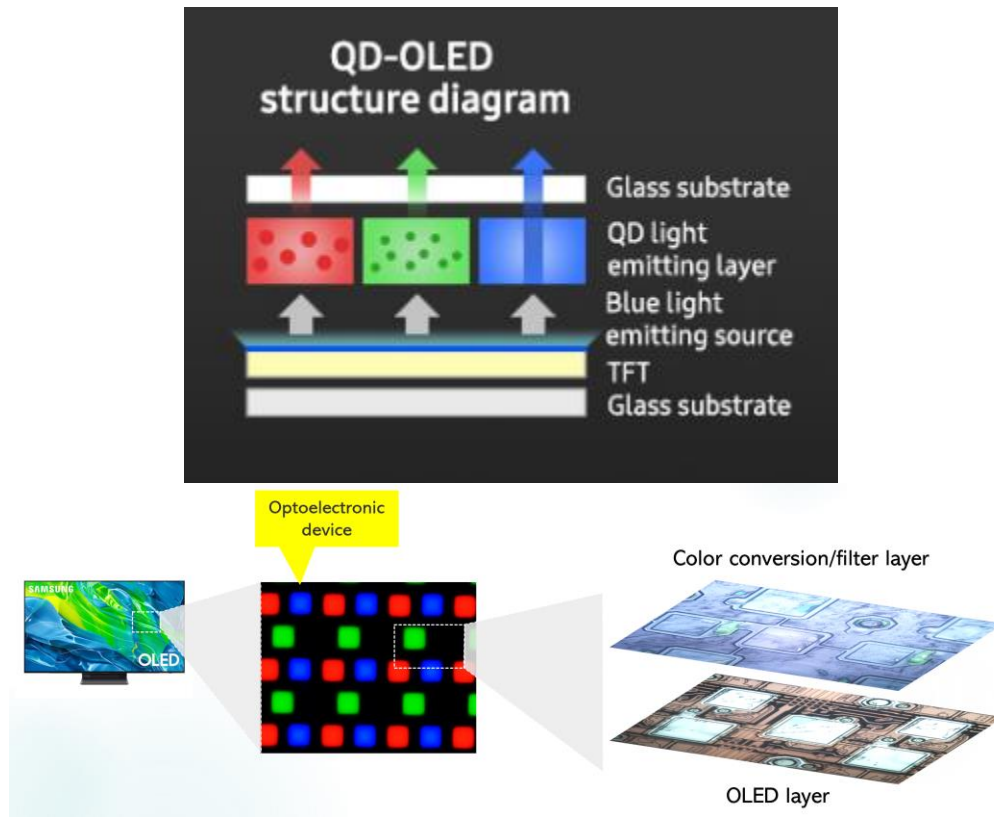 QD-OLED
structure diagram
Glass substrate
QD light
emitting layer
Blue light
emitting source
TFT
Glass substrate
Optoelectronic
device
SAMSUNG
OLED
Color conversion/filter layer
OLED layer